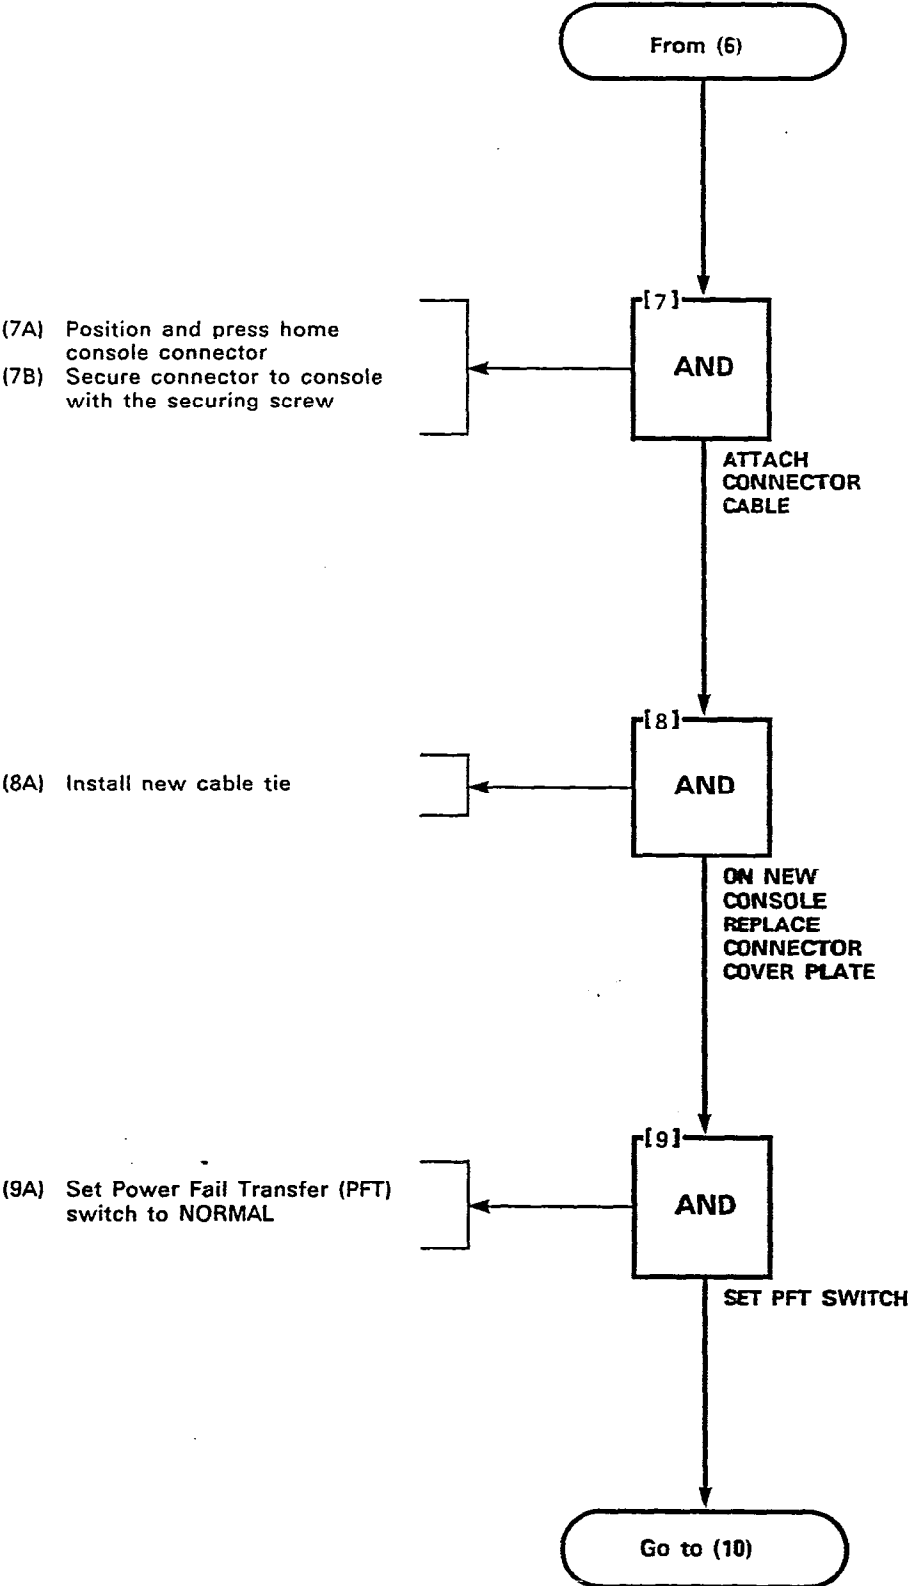 From (6)
[7]
AND
(7A) Position and press home
console connector
(7B) Secure connector to console
with the securing screw
ATTACH
CONNECTOR
CABLE
[8]
AND
(8A) Install new cable tie
ON NEW
CONSOLE
REPLACE
CONNECTOR
COVER PLATE
[9]
AND
(9A) Set Power Fail Transfer (PFT)
switch to NORMAL
SET PFT SWITCH
Go to (10)